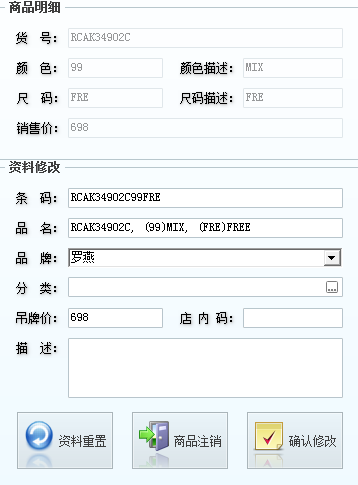 商品明细
货 号： RCAK34902C
颜 色： 99 颜色描述： MIX
尺 码： FRE 尺码描述： FRE
销售价： 698
资料修改
条 码： RCAK34902C99FRE
品 名： RCAK34902C, (99)MIX, (FRE)FREE
品 牌： 罗燕
分 类： ...
吊牌价： 698 店 内 码：
描 述：
资料重置 商品注销 确认修改